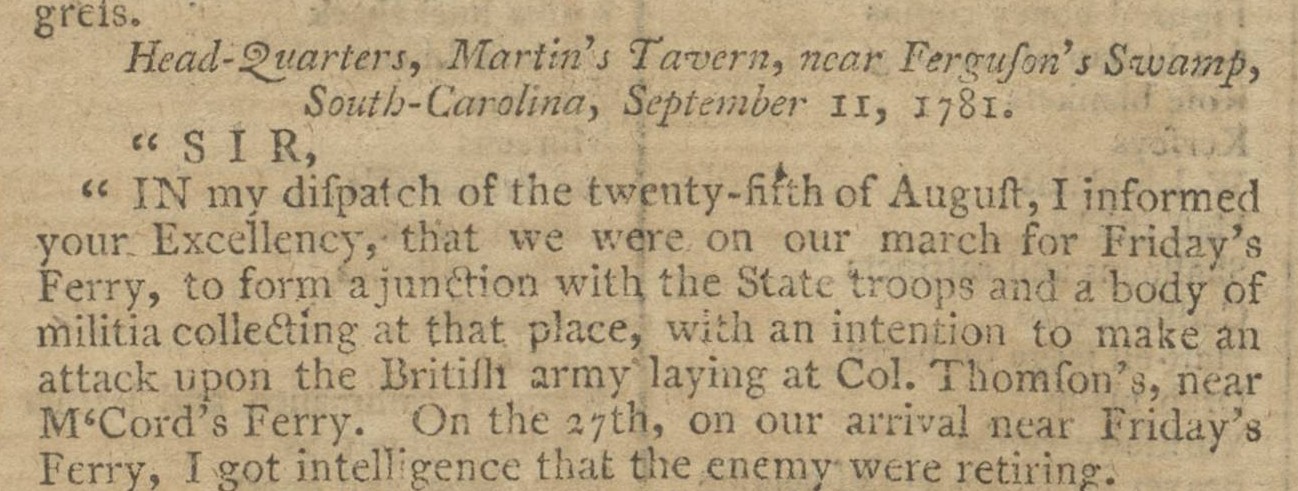 greſs.
Head-Quarters, Martin's Tavern, near Ferguſon's Swamp,
South-Carolina, September 11, 1781.
“ S I R,
“ IN my diſpatch of the twenty-fifth of Auguſt, I informed
your Excellency, that we were on our march for Friday's
Ferry, to form a junction with the State troops and a body of
militia collecting at that place, with an intention to make an
attack upon the Britiſh army laying at Col. Thomſon's, near
M‘Cord's Ferry. On the 27th, on our arrival near Friday's
Ferry, I got intelligence that the enemy were retiring.